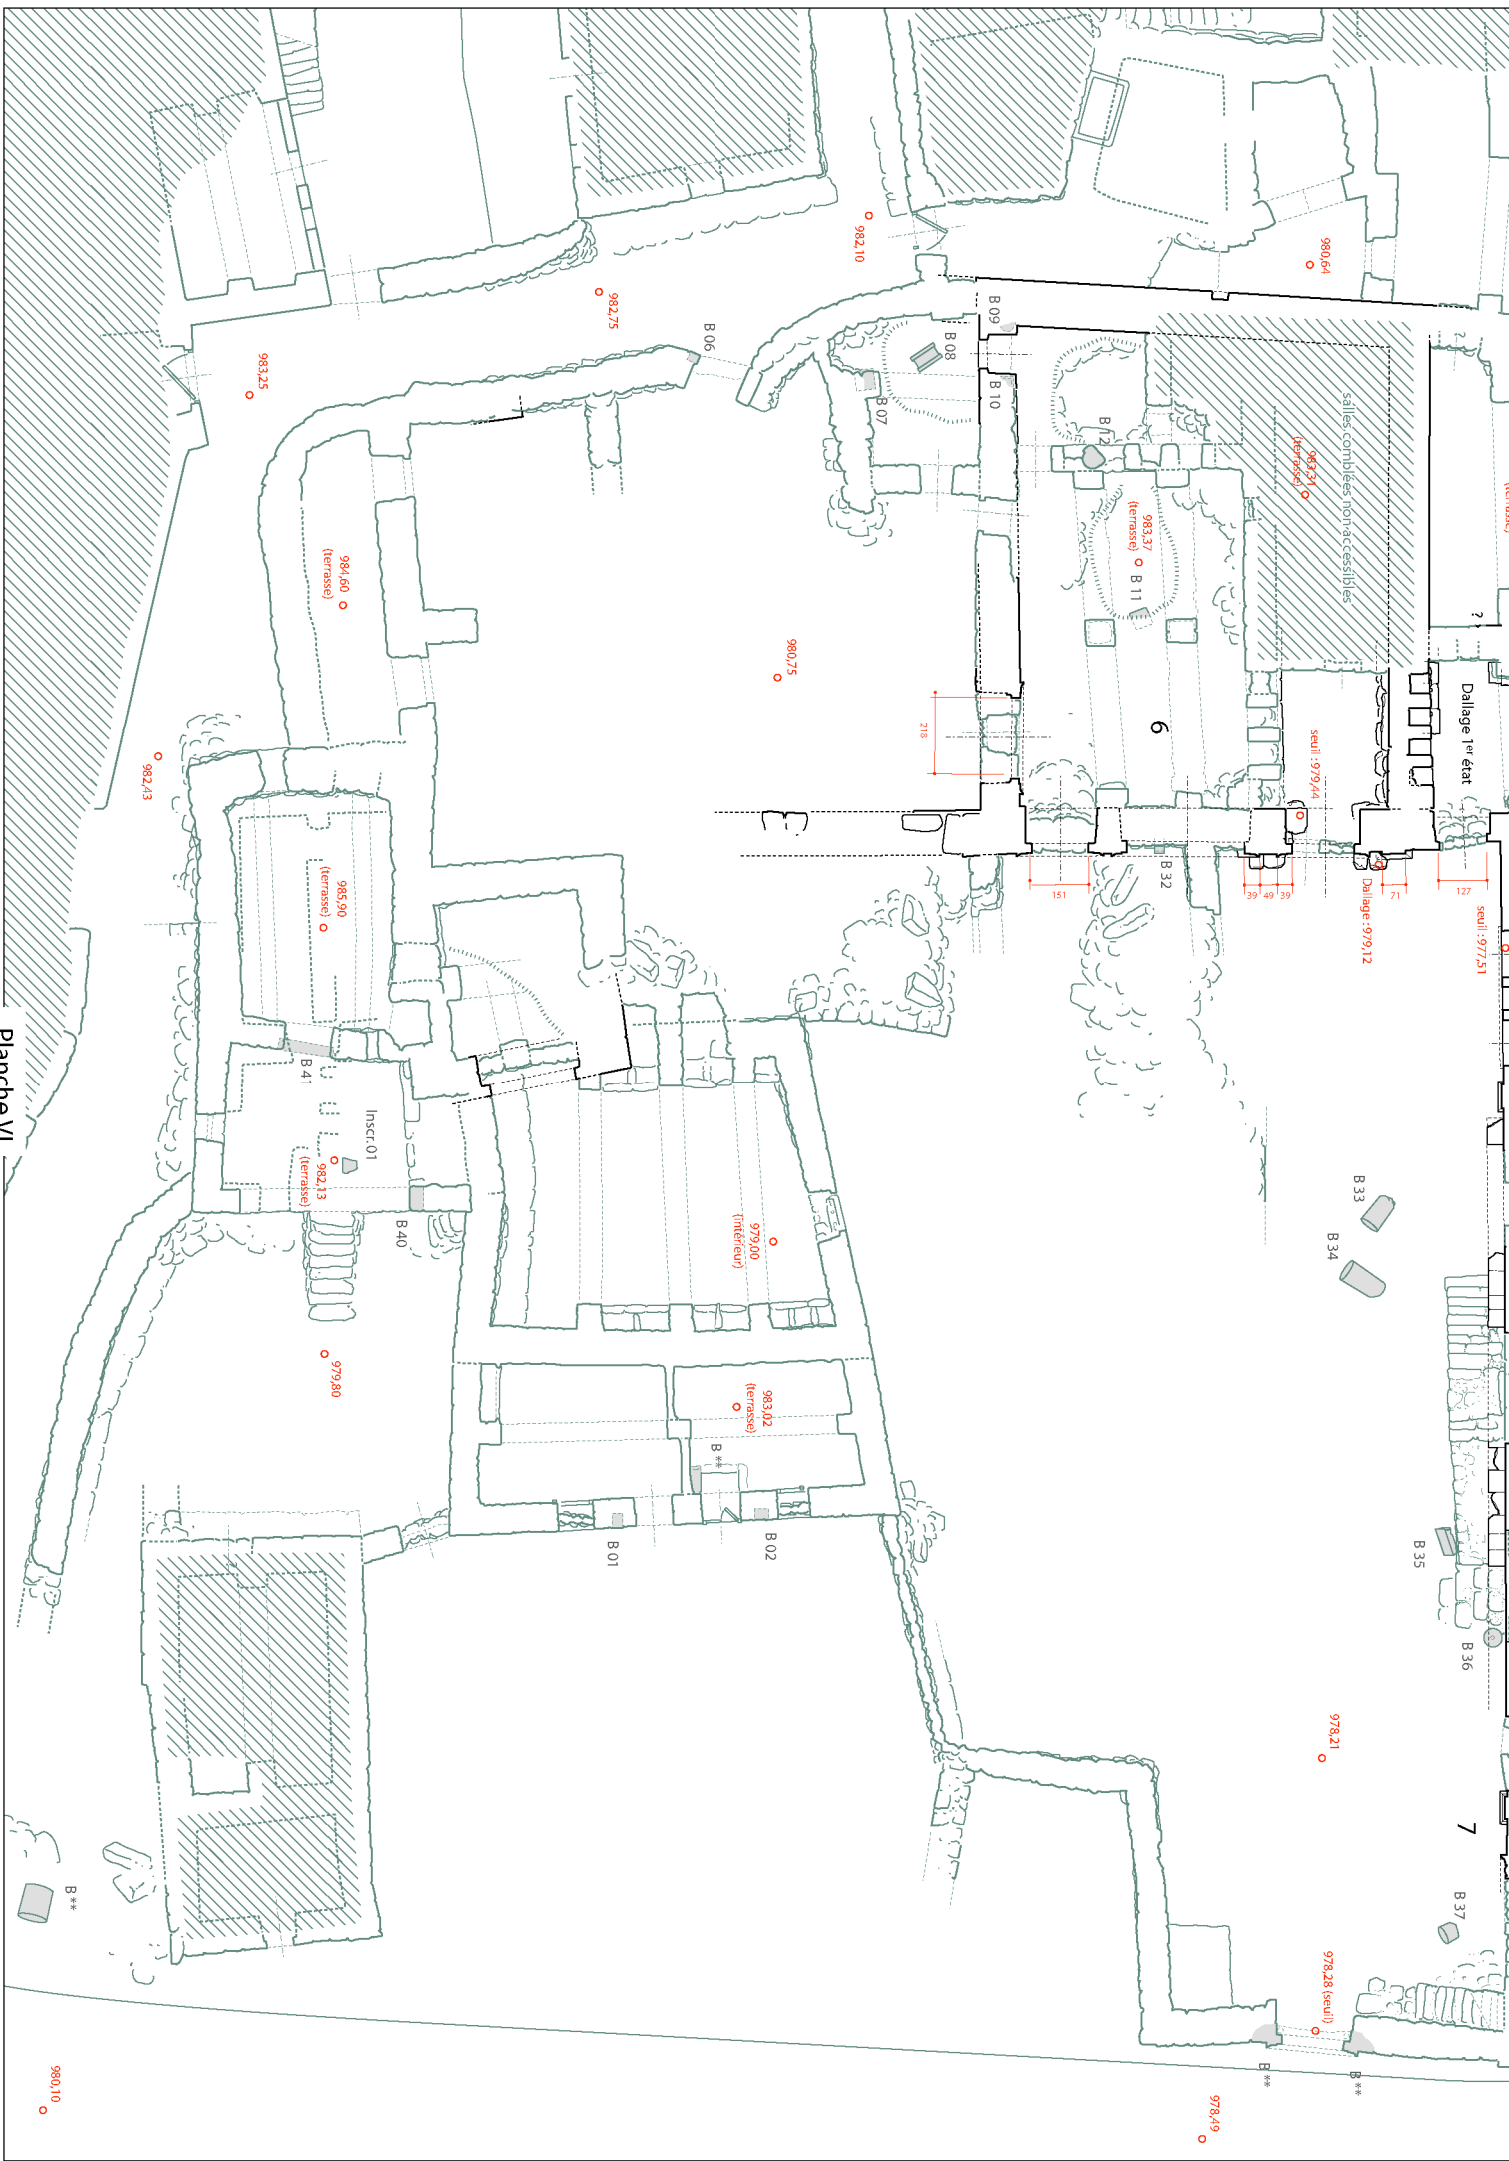 982,10
980,64
982,75
983,25
B 06
B 09
B 08
B 10
B 07
B 12
salles comblées non accessibles
983,31
(terrasse)
983,37
(terrasse)
B 11
984,60
(terrasse)
980,75
?
Dallage 1er état
6
218
seuil : 979,44
982,43
985,90
(terrasse)
B 32
151
39
49
39
71
127
Dallage : 979,12
seuil : 977,51
Planche VI
B 41
Inscr. 01
982,13
(terrasse)
B 40
979,00
(intérieur)
B 33
B 34
979,80
983,02
(terrasse)
B **
B 01
B 02
B 35
B 36
978,21
7
B **
B 37
978,28 (seuil)
B **
B **
980,10
978,49